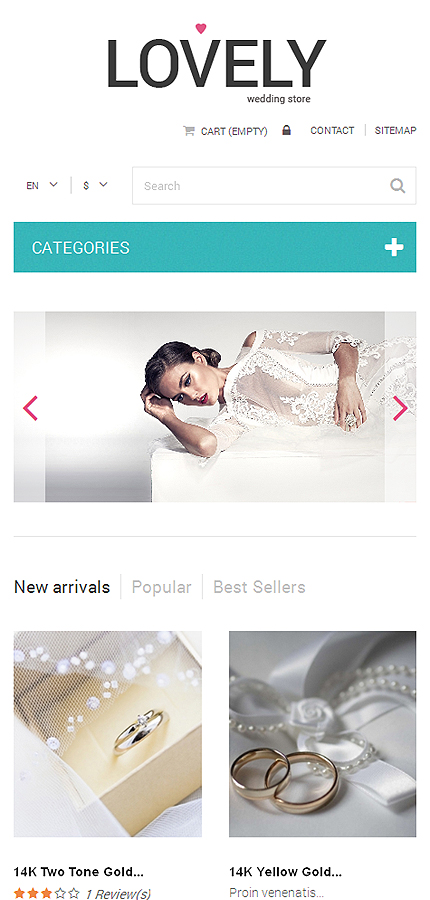 LOVELY
wedding store
CART (EMPTY) CONTACT SITEMAP
EN $ Search
CATEGORIES
New arrivals Popular Best Sellers
14K Two Tone Gold... 14K Yellow Gold...
1 Review(s) Proin venenatis...